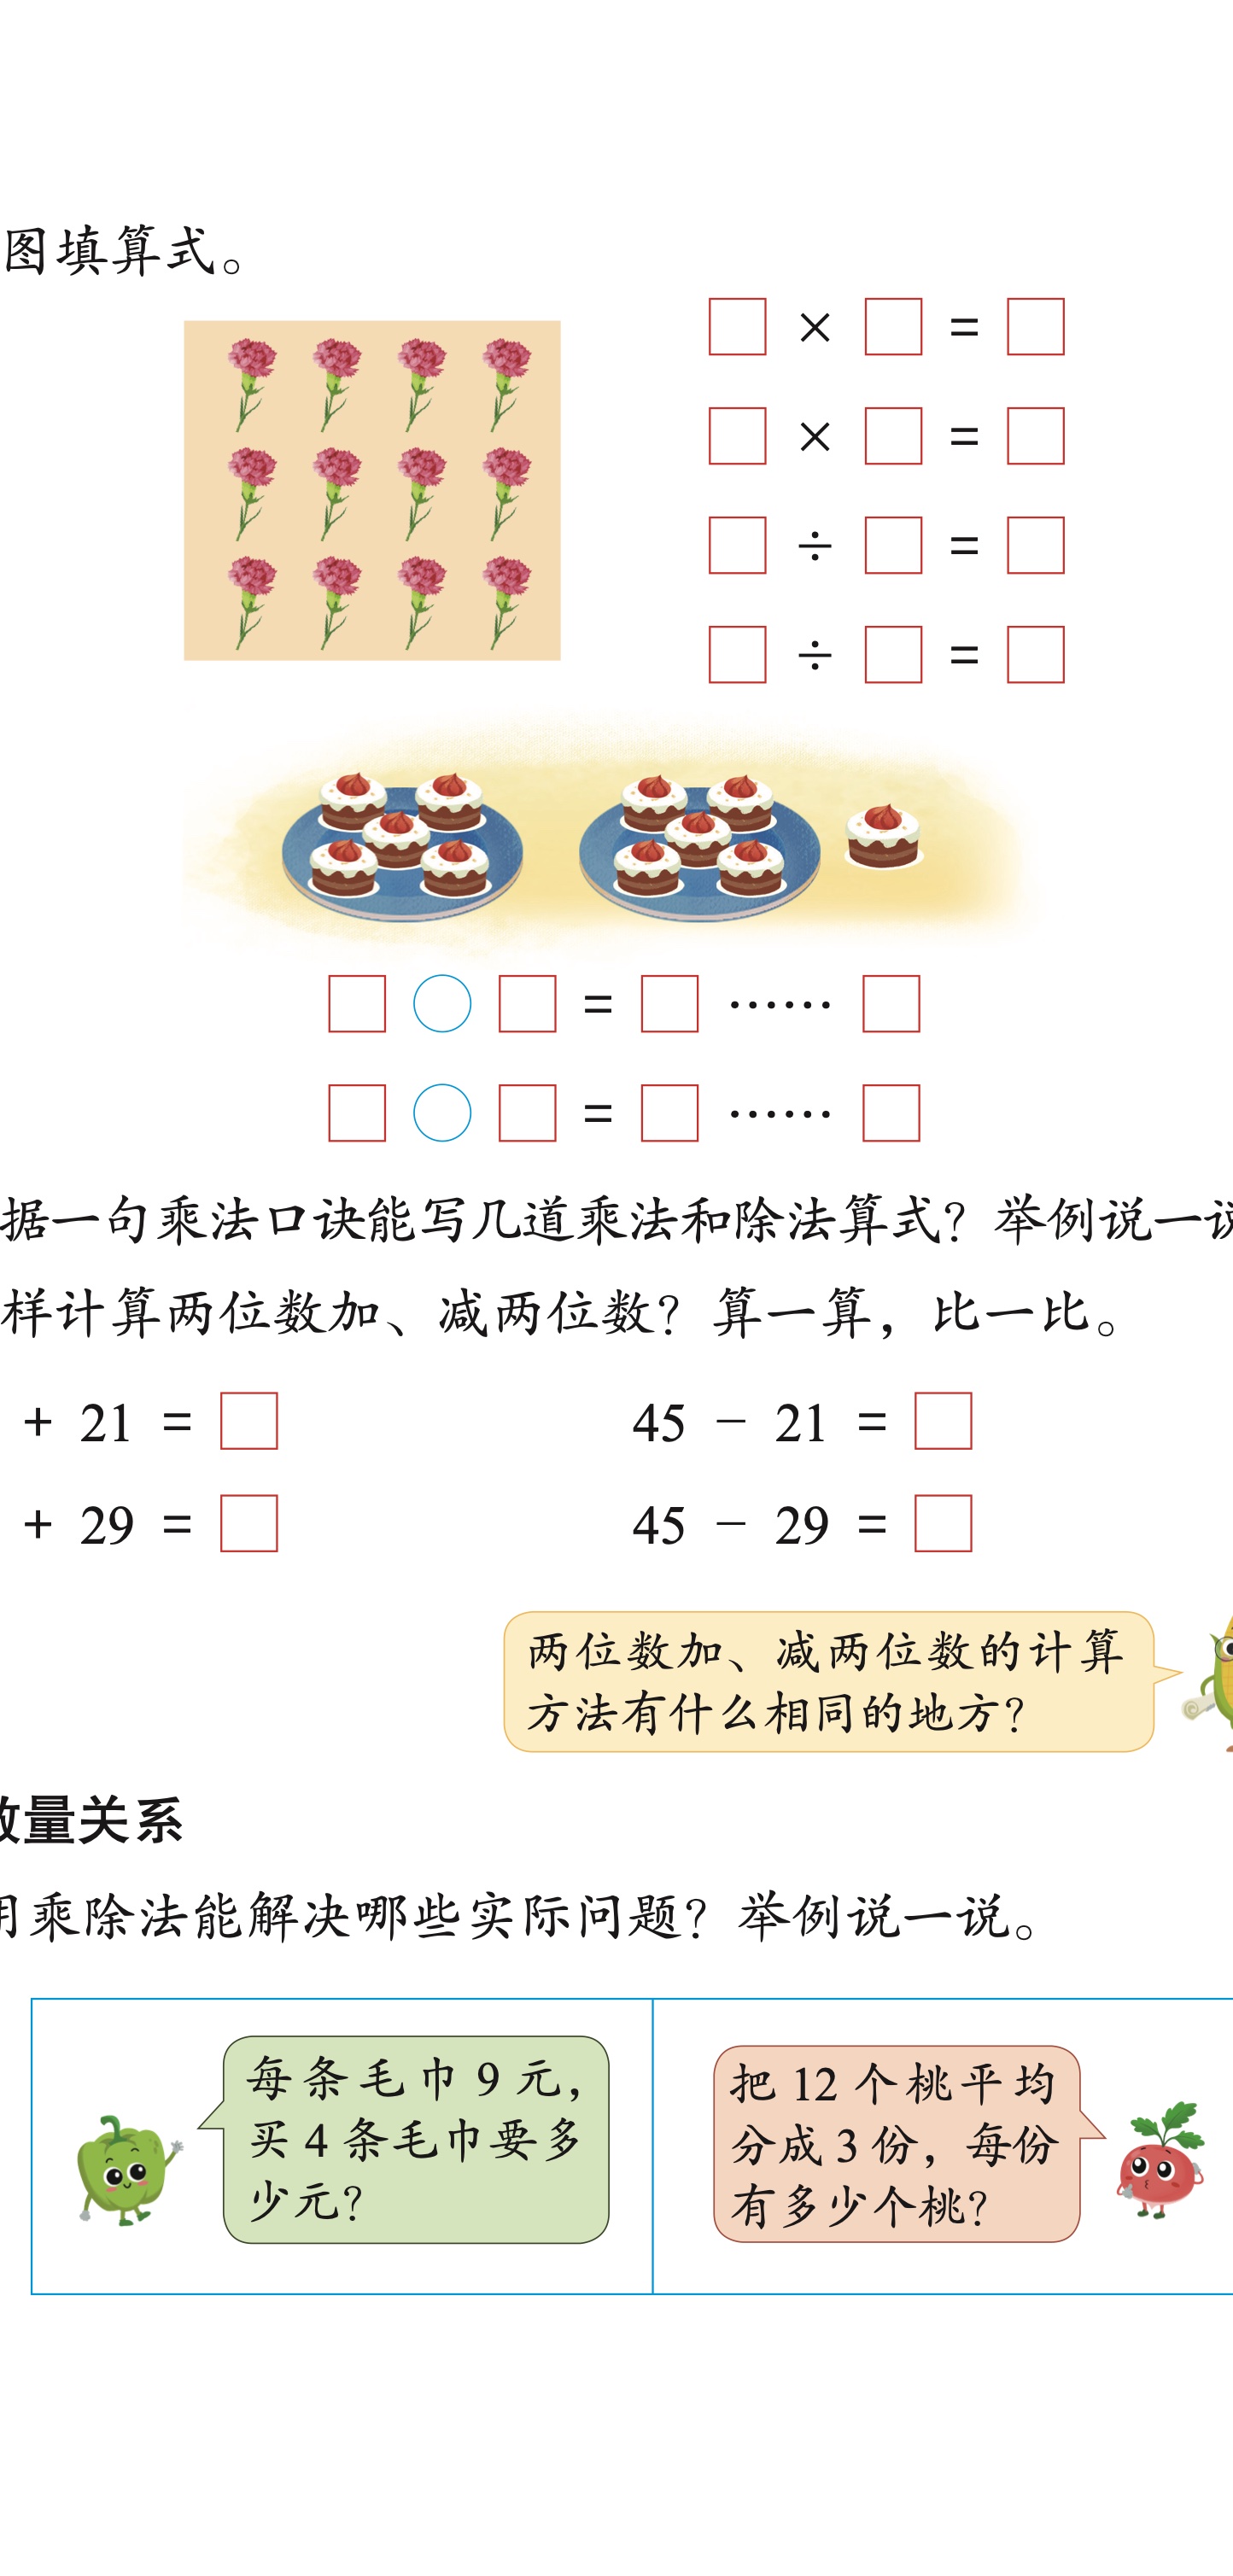 图填算式。
□ × □ = □
□ × □ = □
□ ÷ □ = □
□ ÷ □ = □
□ ○ □ = □ ……□
□ ○ □ = □ ……□
据一句乘法口诀能写几道乘法和除法算式？举例说一说
样计算两位数加、减两位数？算一算，比一比。
+ 21 = □ 45 − 21 = □
+ 29 = □ 45 − 29 = □
两位数加、减两位数的计算
方法有什么相同的地方？
数量关系
用乘除法能解决哪些实际问题？举例说一说。
每条毛巾 9 元，
买 4 条毛巾要多
少元？
把 12 个桃平均
分成 3 份，每份
有多少个桃？